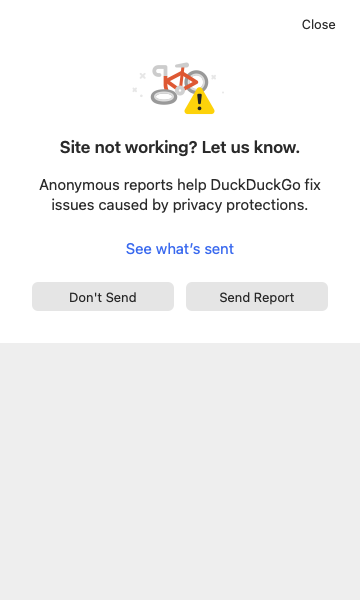 Close
Site not working? Let us know.
Anonymous reports help DuckDuckGo fix
issues caused by privacy protections.
See what’s sent
Don't Send
Send Report